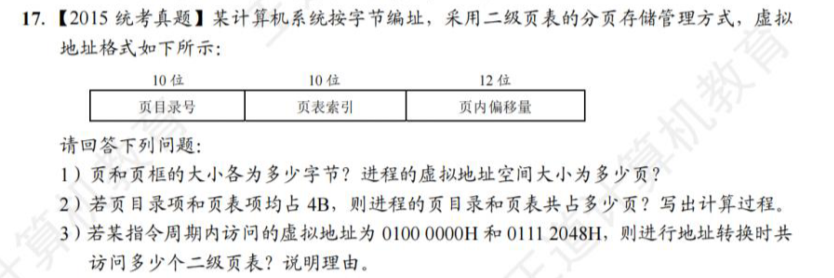 17.【2015 统考真题】某计算机系统按字节编址，采用二级页表的分页存储管理方式，虚拟
地址格式如下所示：
10 位 10 位 12 位
页目录号 页表索引 页内偏移量
请回答下列问题：
1）页和页框的大小各为多少字节？进程的虚拟地址空间大小为多少页？
2）若页目录项和页表项均占 4B，则进程的页目录和页表共占多少页？写出计算过程。
3）若某指令周期内访问的虚拟地址为 0100 0000H 和 0111 2048H，则进行地址转换时共
访问多少个二级页表？说明理由。